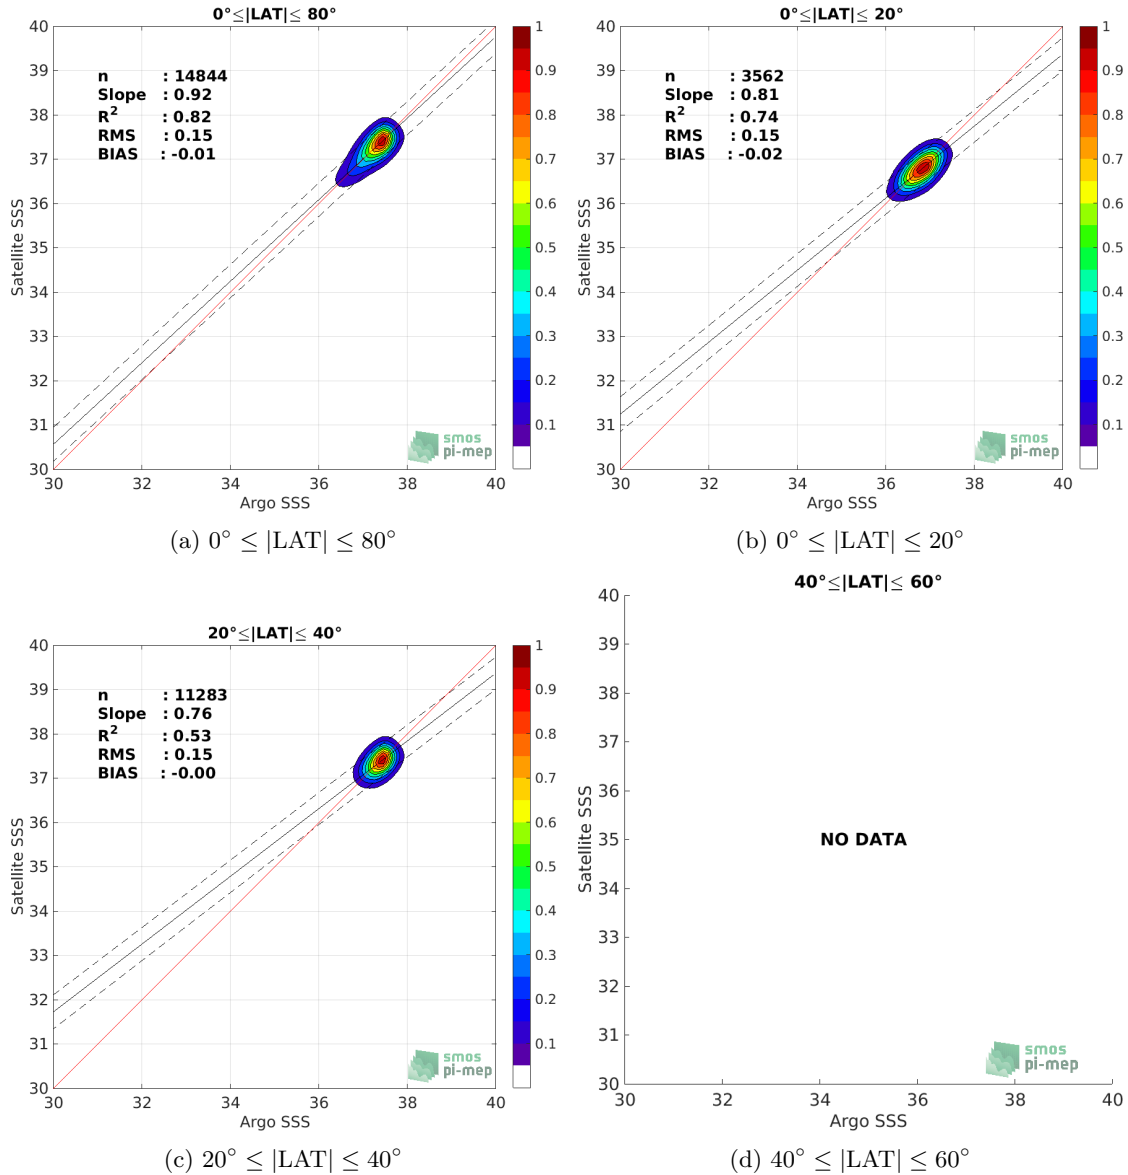 0°≤|LAT|≤ 80°
40
39
38
37
36
35
34
33
32
31
30
Satellite SSS
n : 14844
Slope : 0.92
R² : 0.82
RMS : 0.15
BIAS : -0.01
smos
pi-mep
30 32 34 36 38 40
Argo SSS
1
0.9
0.8
0.7
0.6
0.5
0.4
0.3
0.2
0.1
(a) 0° ≤ |LAT| ≤ 80°
0°≤|LAT|≤ 20°
40
39
38
37
36
35
34
33
32
31
30
Satellite SSS
n : 3562
Slope : 0.81
R² : 0.74
RMS : 0.15
BIAS : -0.02
smos
pi-mep
30 32 34 36 38 40
Argo SSS
1
0.9
0.8
0.7
0.6
0.5
0.4
0.3
0.2
0.1
(b) 0° ≤ |LAT| ≤ 20°
20°≤|LAT|≤ 40°
40
39
38
37
36
35
34
33
32
31
30
Satellite SSS
n : 11283
Slope : 0.76
R² : 0.53
RMS : 0.15
BIAS : -0.00
smos
pi-mep
30 32 34 36 38 40
Argo SSS
1
0.9
0.8
0.7
0.6
0.5
0.4
0.3
0.2
0.1
(c) 20° ≤ |LAT| ≤ 40°
40°≤|LAT|≤ 60°
40
39
38
37
36
35
34
33
32
31
30
Satellite SSS
NO DATA
smos
pi-mep
30 32 34 36 38 40
Argo SSS
(d) 40° ≤ |LAT| ≤ 60°